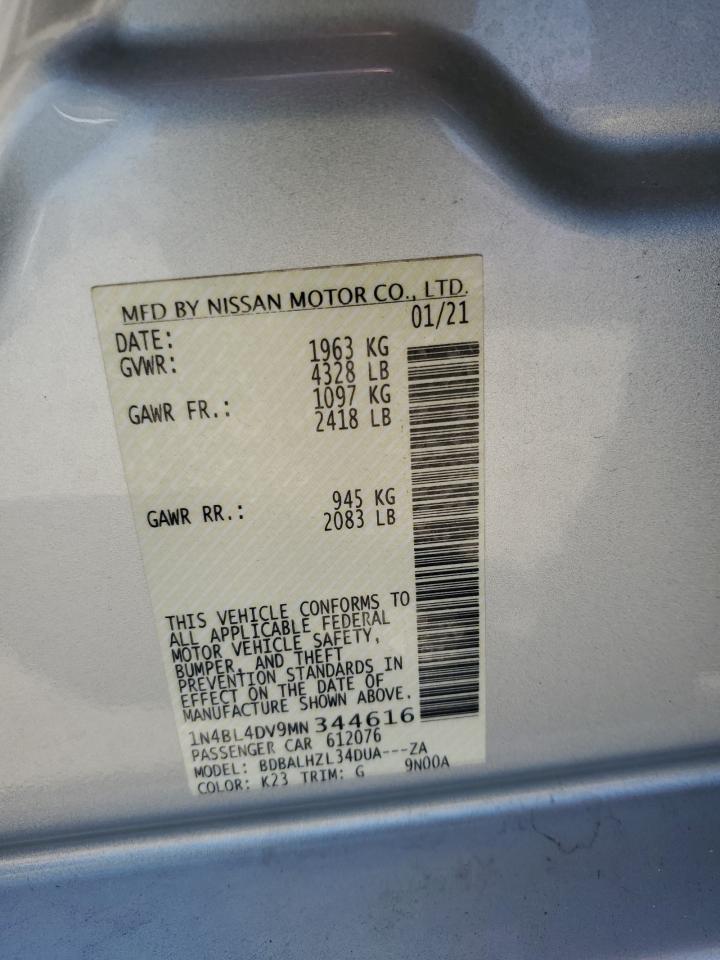 MFD BY NISSAN MOTOR CO., LTD.
DATE: 01/21
GVWR: 1963 KG
4328 LB
GAWR FR.: 1097 KG
2418 LB
GAWR RR.: 945 KG
2083 LB
THIS VEHICLE CONFORMS TO
ALL APPLICABLE FEDERAL
MOTOR VEHICLE SAFETY,
BUMPER, AND THEFT
PREVENTION STANDARDS IN
EFFECT ON THE DATE OF
MANUFACTURE SHOWN ABOVE.
1N4BL4DV9MN344616
PASSENGER CAR 612076
MODEL: BDBALHZL34DUA---ZA
COLOR: K23 TRIM: G 9N00A